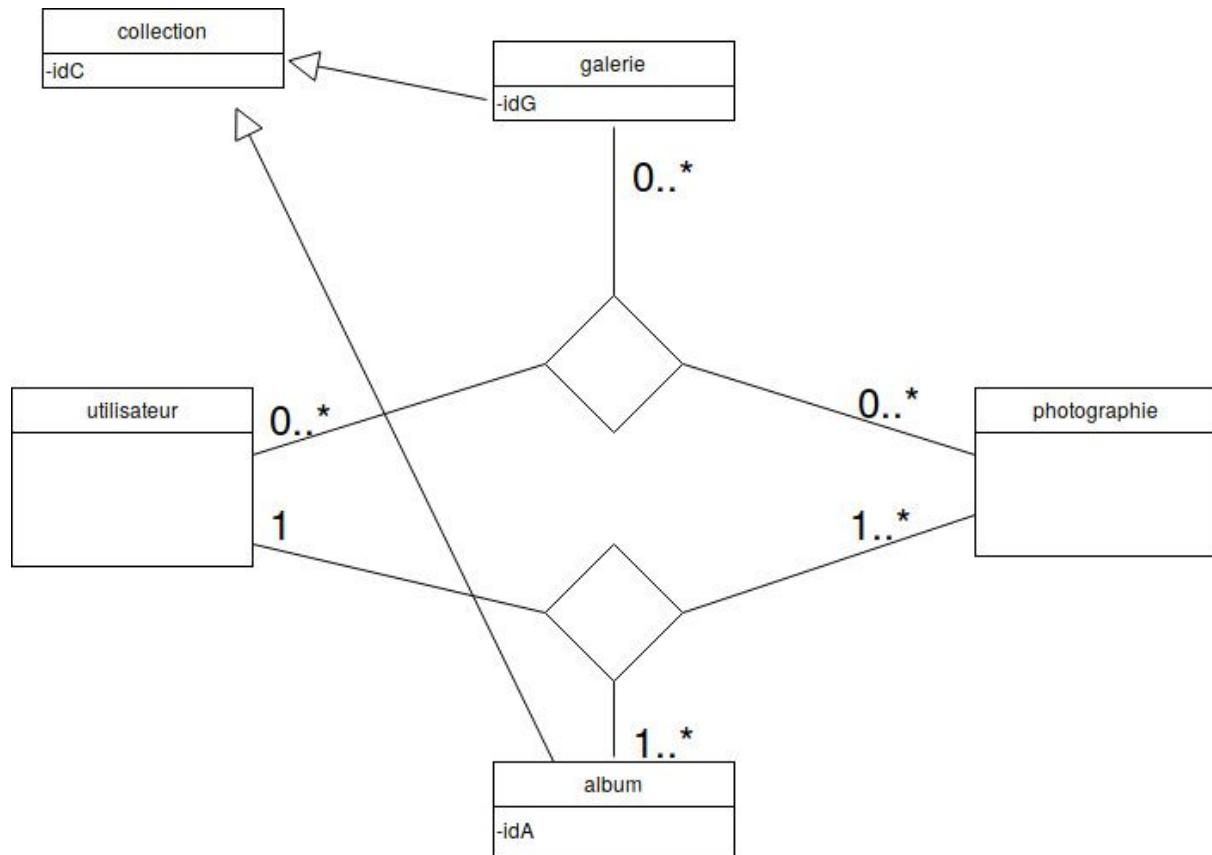 collection
-idC
galerie
-idG
0..*
utilisateur
0..*
0..*
photographie
1
1..*
1..*
album
-idA